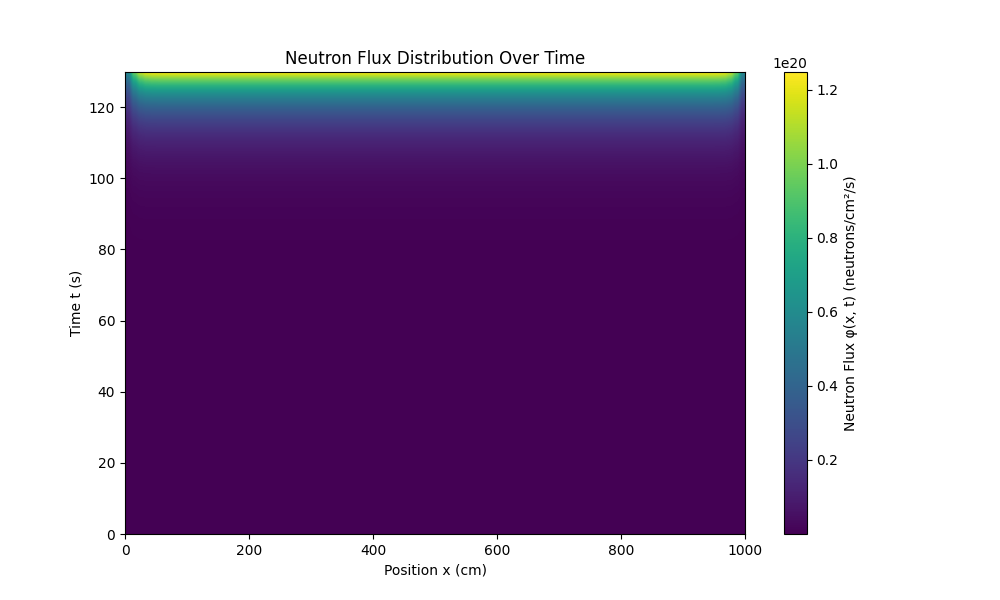 Neutron Flux Distribution Over Time
1e20
120
100
80
60
40
20
0
Time t (s)
0 200 400 600 800 1000
Position x (cm)
1.2
1.0
0.8
0.6
0.4
0.2
Neutron Flux φ(x, t) (neutrons/cm²/s)